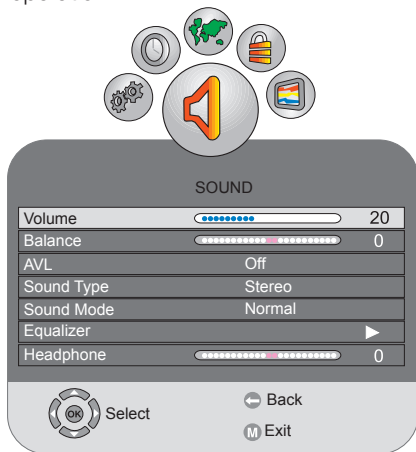 SOUND
Volume 20
Balance 0
AVL Off
Sound Type Stereo
Sound Mode Normal
Equalizer
Headphone 0
OK Select
Back
M Exit